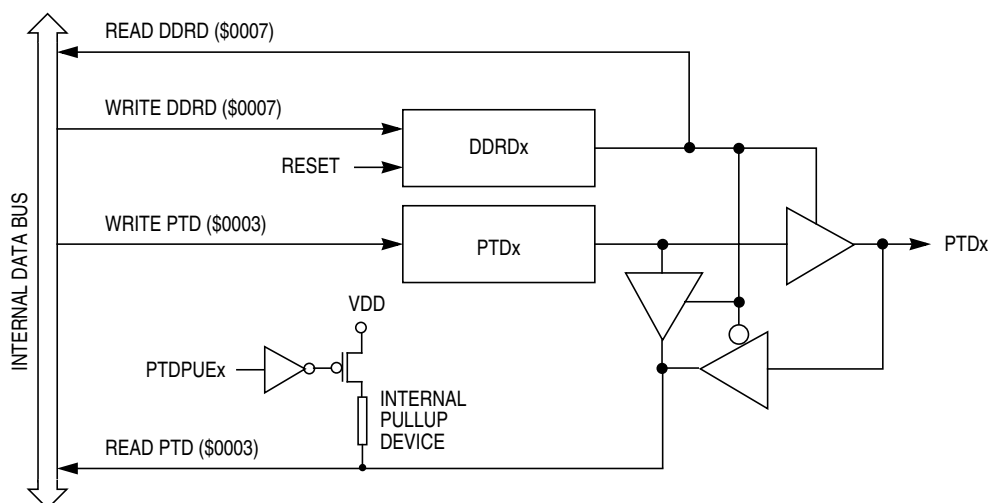 READ DDRD ($0007)
WRITE DDRD ($0007)
DDRDx
RESET
INTERNAL DATA BUS
WRITE PTD ($0003)
PTDx
PTDx
VDD
PTDPUEx
INTERNAL
PULLUP
DEVICE
READ PTD ($0003)